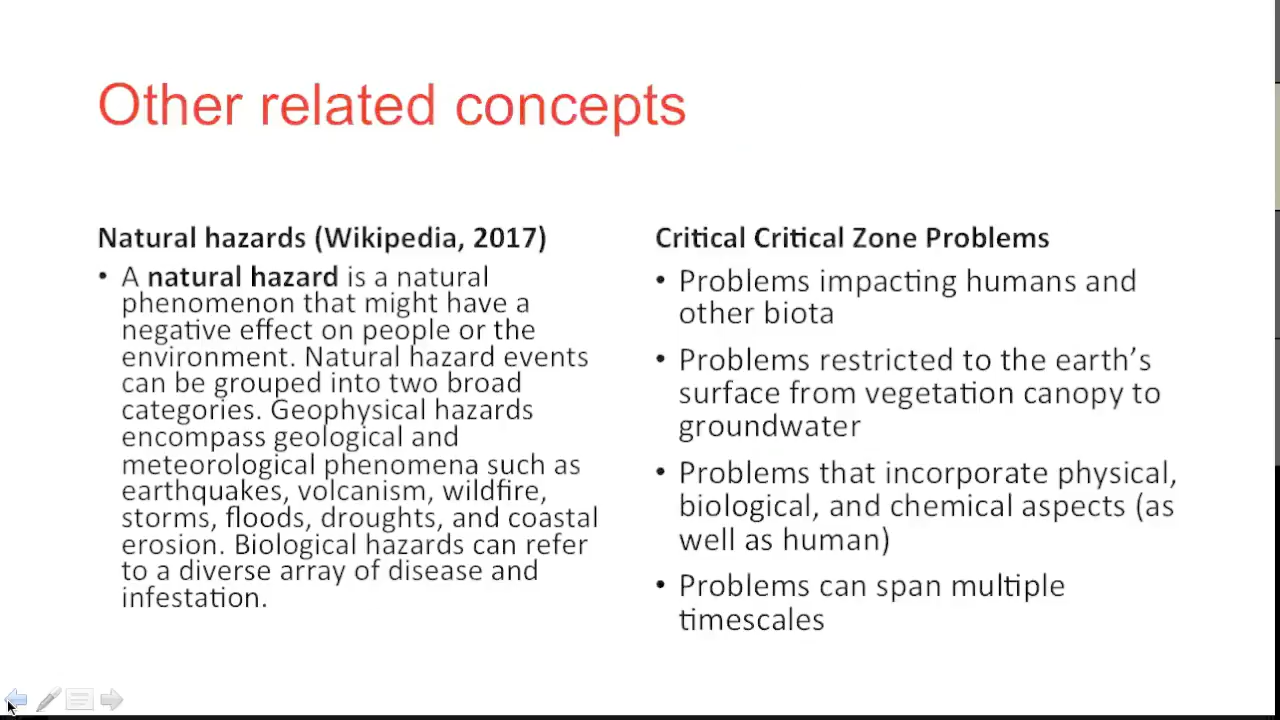 Other related concepts
Natural hazards (Wikipedia, 2017)
• A natural hazard is a natural
phenomenon that might have a
negative effect on people or the
environment. Natural hazard events
can be grouped into two broad
categories. Geophysical hazards
encompass geological and
meteorological phenomena such as
earthquakes, volcanism, wildfire,
storms, floods, droughts, and coastal
erosion. Biological hazards can refer
to a diverse array of disease and
infestation.
Critical Critical Zone Problems
• Problems impacting humans and
other biota
• Problems restricted to the earth's
surface from vegetation canopy to
groundwater
• Problems that incorporate physical,
biological, and chemical aspects (as
well as human)
• Problems can span multiple
timescales